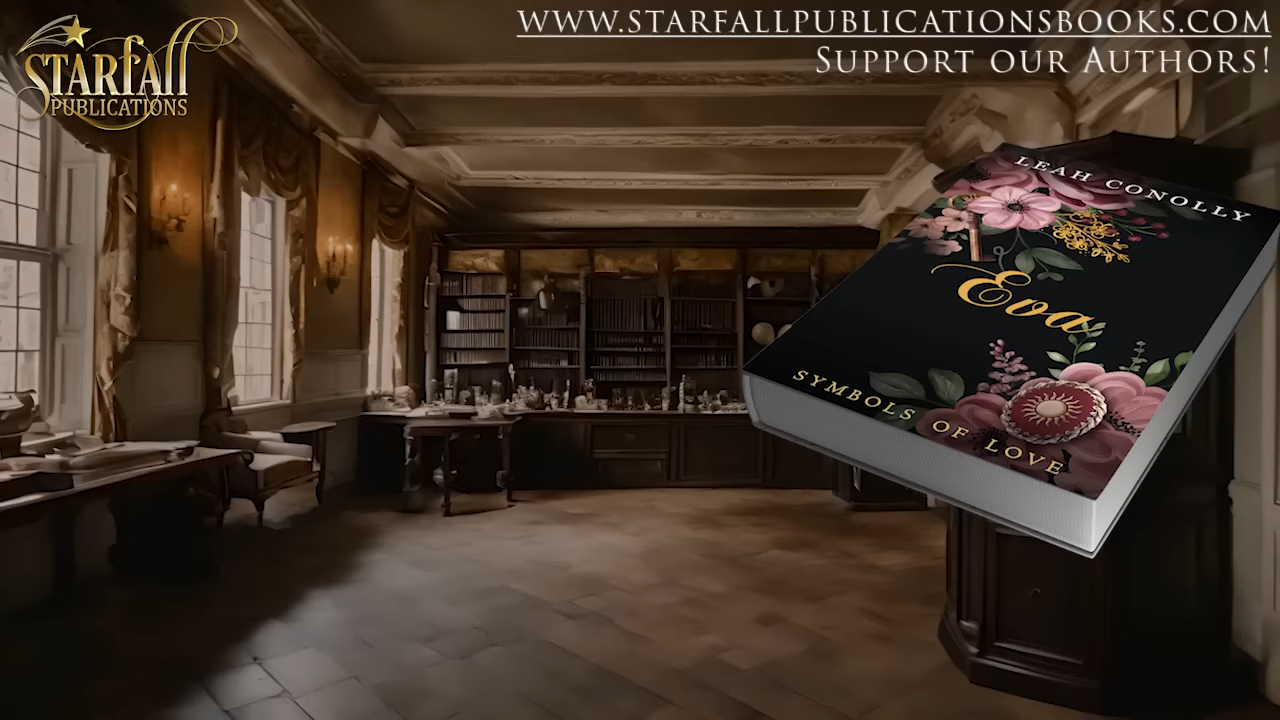 STARfall
PUBLICATIONS
WWW.STARFALLPUBLICATIONSBOOKS.COM
SUPPORT OUR AUTHORS!
LEAH CONOLLY
Eva
SYMBOLS OF LOVE